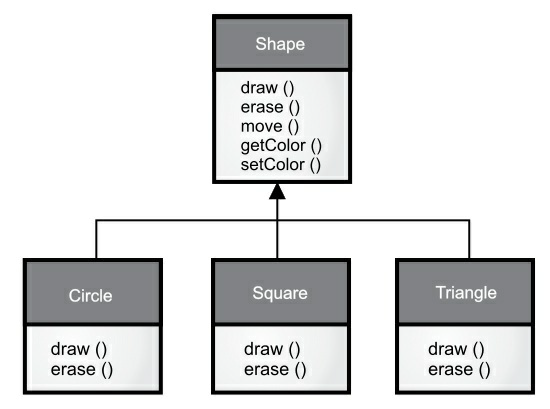 Shape
draw ()
erase ()
move ()
getColor ()
setColor ()
Circle
draw ()
erase ()
Square
draw ()
erase ()
Triangle
draw ()
erase ()